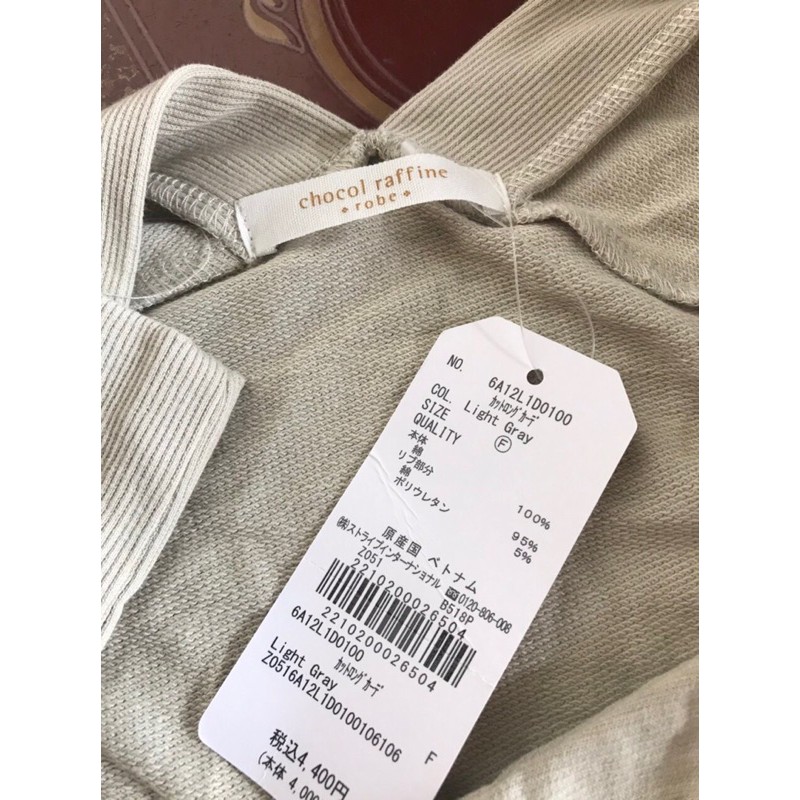 chocol raffine
robe
NO. 6A12L1D0100
ｶｯﾄﾛﾝｸﾞｶｰﾃﾞ
COL. Light Gray
SIZE Ⓕ
QUALITY
本体
綿 100%
リブ部分
綿 95%
ポリウレタン 5%
原産国 ベトナム
㈱ストライプインターナショナル 0120-806-008
Z051 B518P
2210200026504
2210200026504
6A12L1D0100
ｶｯﾄﾛﾝｸﾞｶｰﾃﾞ
Light Gray F
Z0516A12L1D0100106106
税込4,400円
(本体 4,000